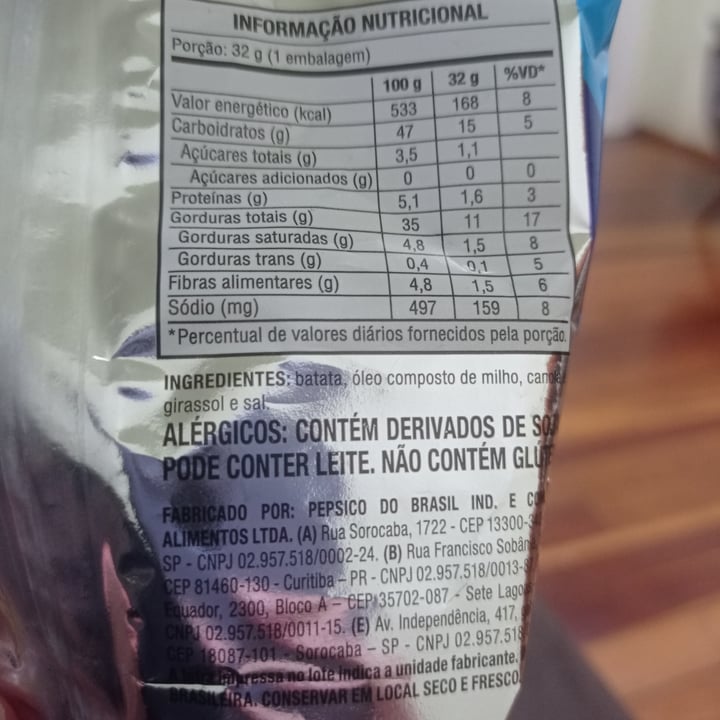 INFORMAÇÃO NUTRICIONAL
Porção: 32 g (1 embalagem)
100 g 32 g %VD*
Valor energético (kcal) 533 168 8
Carboidratos (g) 47 15 5
Açúcares totais (g) 3,5 1,1
Açúcares adicionados (g) 0 0 0
Proteínas (g) 5,1 1,6 3
Gorduras totais (g) 35 11 17
Gorduras saturadas (g) 4,8 1,5 8
Gorduras trans (g) 0,4 0,1 5
Fibras alimentares (g) 4,8 1,5 6
Sódio (mg) 497 159 8
*Percentual de valores diários fornecidos pela porção.
INGREDIENTES: batata, óleo composto de milho, canola
girassol e sal.
ALÉRGICOS: CONTÉM DERIVADOS DE
PODE CONTER LEITE. NÃO CONTÉM
FABRICADO POR: PEPSICO DO BRASIL IND. E
ALIMENTOS LTDA. (A) Rua Sorocaba, 1722 - CEP 13300-
SP - CNPJ 02.957.518/0002-24. (B) Rua Francisco
CEP 81460-130 - Curitiba – PR - CNPJ 02.957.518/0013-
Equador, 2300, Bloco A – CEP 35702-087 - Sete
CNPJ 02.957.518/0011-15. (E) Av. Independência, 417,
CEP 18087-101 - Sorocaba – SP - CNPJ 02.957.518
impressa no lote indica a unidade fabricante.
BRASILEIRA. CONSERVAR EM LOCAL SECO E FRESCO